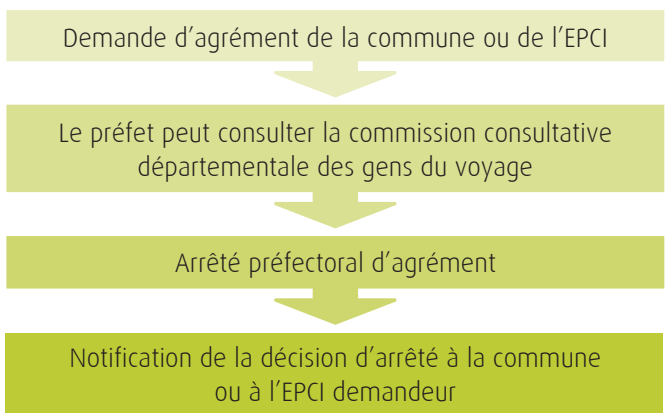 Demande d’agrément de la commune ou de l’EPCI
Le préfet peut consulter la commission consultative
départementale des gens du voyage
Arrêté préfectoral d’agrément
Notification de la décision d’arrêté à la commune
ou à l’EPCI demandeur